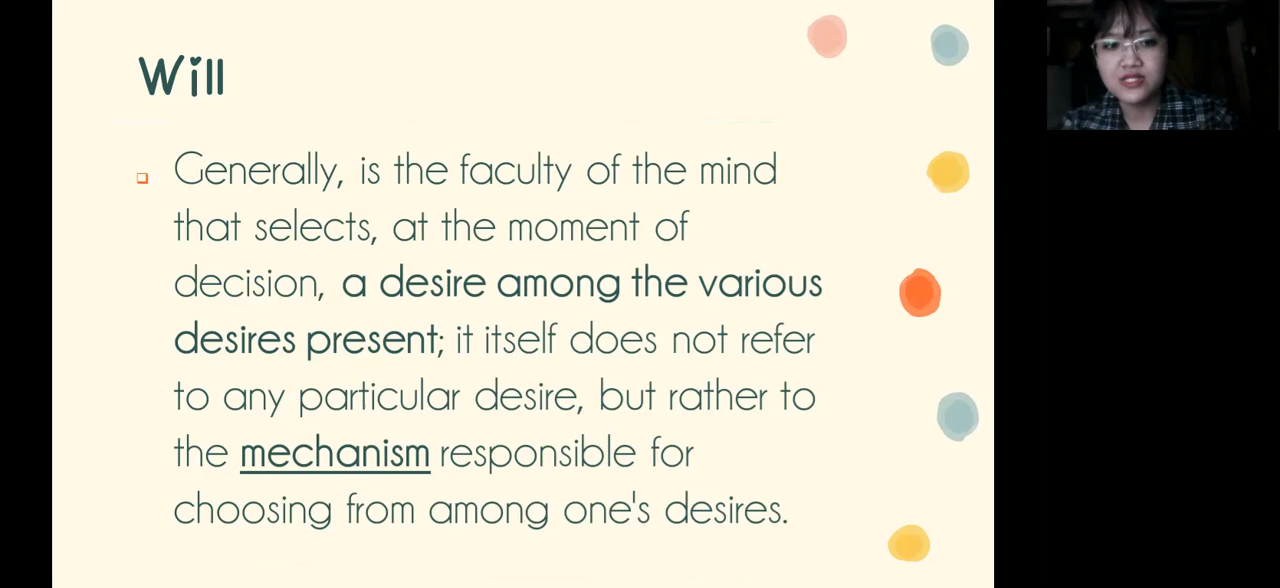 Will
Generally, is the faculty of the mind
that selects, at the moment of
decision, a desire among the various
desires present; it itself does not refer
to any particular desire, but rather to
the mechanism responsible for
choosing from among one's desires.